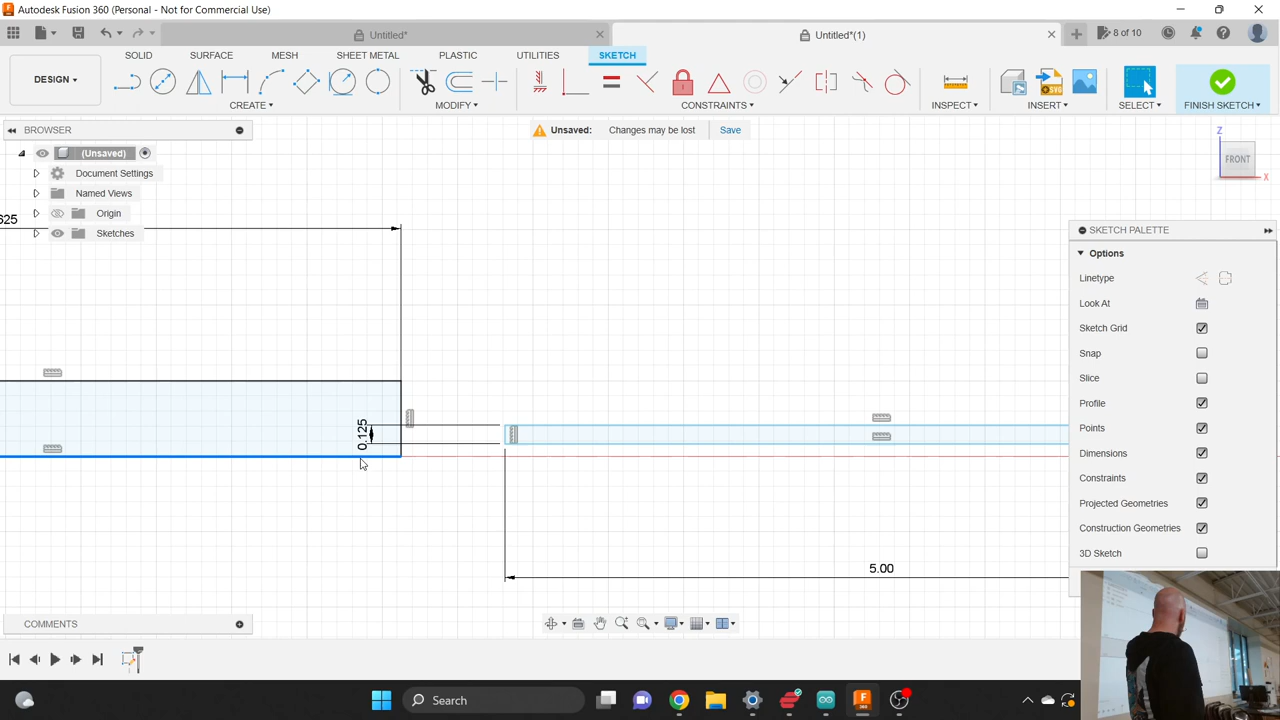 Autodesk Fusion 360 (Personal - Not for Commercial Use)
Untitled*
Untitled*(1)
8 of 10
DESIGN
SOLID
SURFACE
MESH
SHEET METAL
PLASTIC
UTILITIES
SKETCH
CREATE
MODIFY
CONSTRAINTS
INSPECT
INSERT
SELECT
FINISH SKETCH
SVG
BROWSER
Unsaved: Changes may be lost Save
(Unsaved)
Document Settings
Named Views
Origin
Sketches
625
Z
FRONT
X
SKETCH PALETTE
Options
Linetype
Look At
Sketch Grid
Snap
Slice
Profile
Points
Dimensions
Constraints
Projected Geometries
Construction Geometries
3D Sketch
0.125
5.00
COMMENTS
Search
F
360